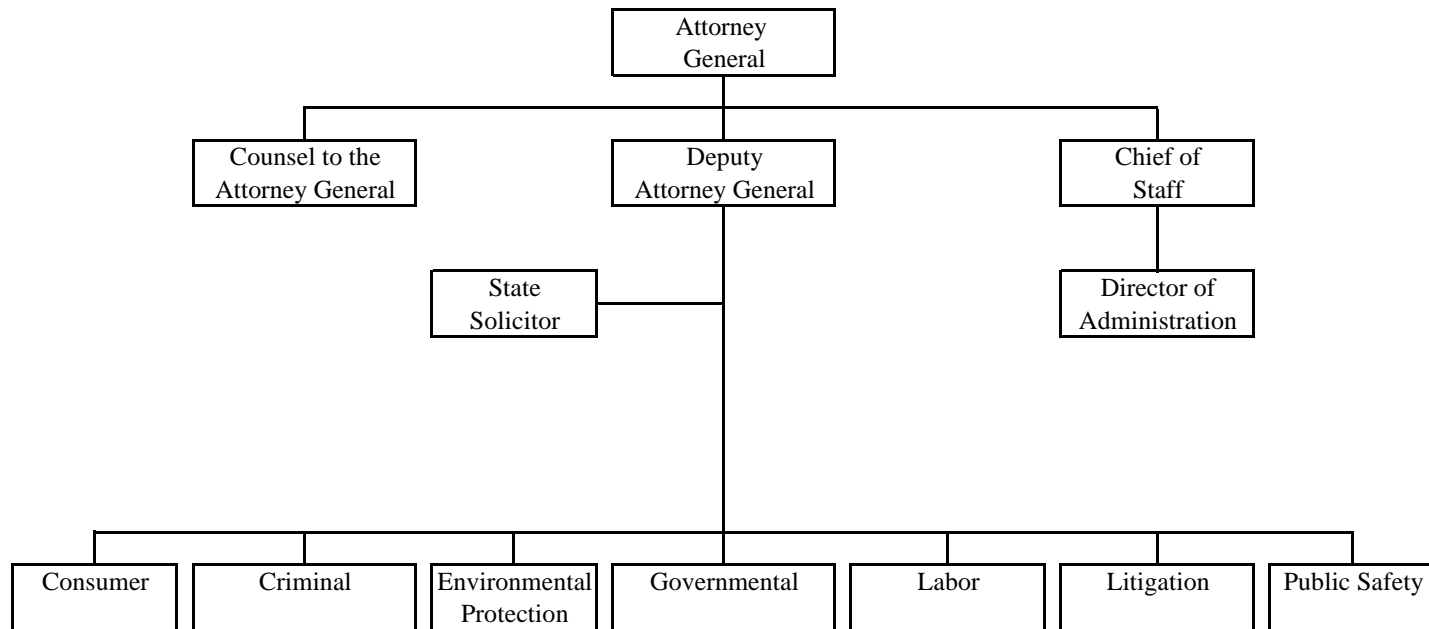 Attorney
General
Counsel to the
Attorney General
Deputy
Attorney General
Chief of
Staff
State
Solicitor
Director of
Administration
Consumer
Criminal
Environmental
Protection
Governmental
Labor
Litigation
Public Safety